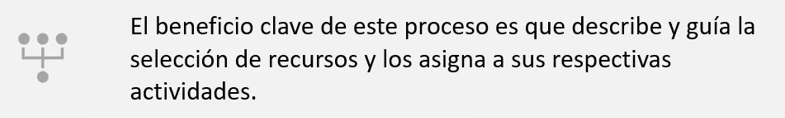 El beneficio clave de este proceso es que describe y guía la
selección de recursos y los asigna a sus respectivas
actividades.